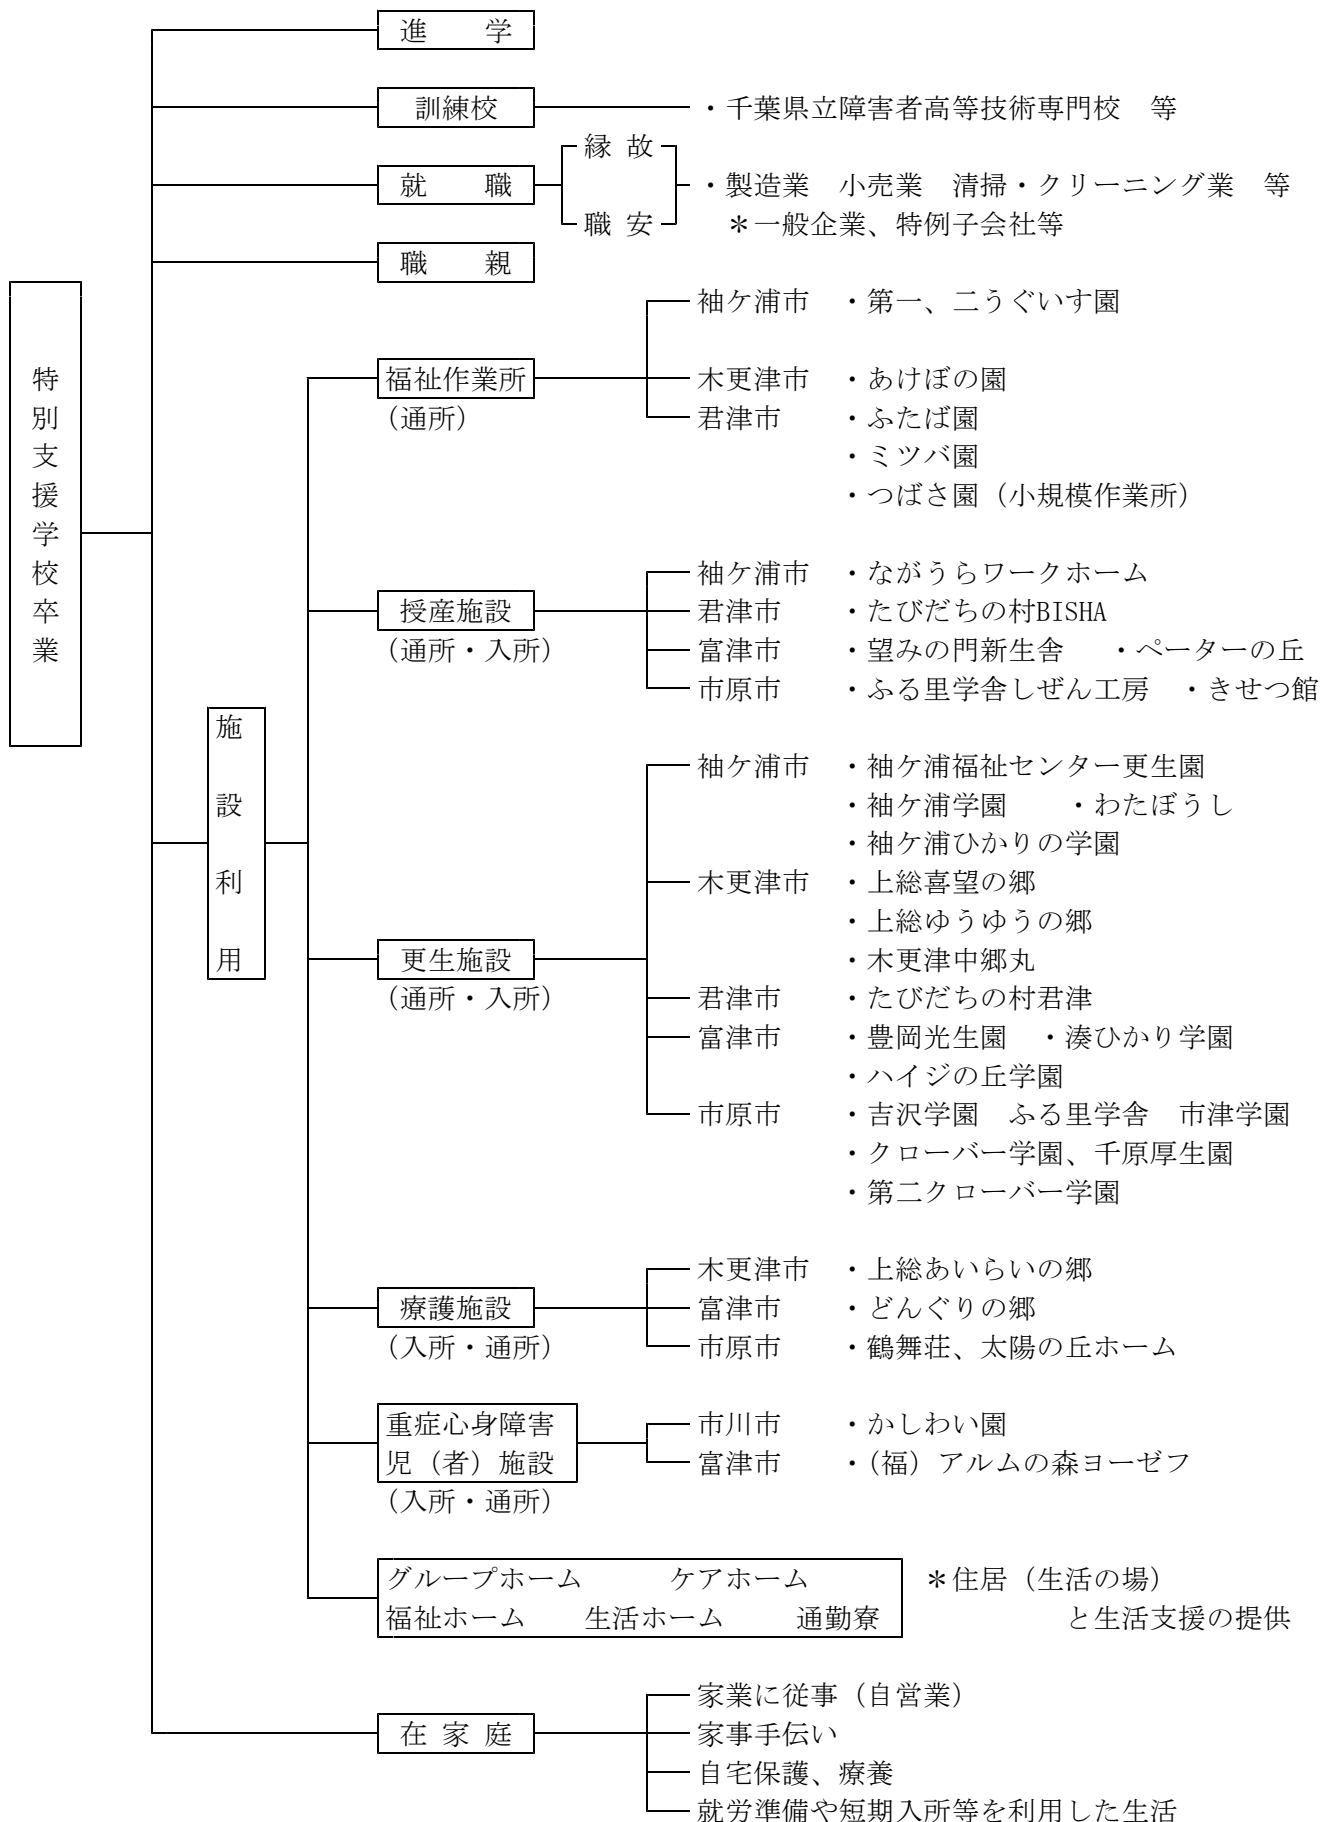 進　　学
訓練校　・千葉県立障害者高等技術専門校　等
縁 故
就　　職　・製造業　小売業　清掃・クリーニング業　等
職 安　＊一般企業、特例子会社等
職　　親
特別支援学校卒業
施設利用
袖ケ浦市　・第一、二うぐいす園
福祉作業所　木更津市　・あけぼの園
（通所）　君津市　・ふたば園
・ミツバ園
・つばさ園（小規模作業所）
袖ケ浦市　・ながうらワークホーム
授産施設　君津市　・たびだちの村BISHA
（通所・入所）　富津市　・望みの門新生舎　・ペーターの丘
市原市　・ふる里学舎しぜん工房　・きせつ館
袖ケ浦市　・袖ケ浦福祉センター更生園
・袖ケ浦学園　・わたぼうし
・袖ケ浦ひかりの学園
木更津市　・上総喜望の郷
・上総ゆうゆうの郷
更生施設　・木更津中郷丸
（通所・入所）　君津市　・たびだちの村君津
富津市　・豊岡光生園　・湊ひかり学園
・ハイジの丘学園
市原市　・吉沢学園　ふる里学舎　市津学園
・クローバー学園、千原厚生園
・第二クローバー学園
木更津市　・上総あいらいの郷
療護施設　富津市　・どんぐりの郷
（入所・通所）　市原市　・鶴舞荘、太陽の丘ホーム
重症心身障害　市川市　・かしわい園
児（者）施設　富津市　・（福）アルムの森ヨーゼフ
（入所・通所）
グループホーム　ケアホーム　＊住居（生活の場）
福祉ホーム　生活ホーム　通勤寮　と生活支援の提供
家業に従事（自営業）
在 家 庭　家事手伝い
自宅保護、療養
就労準備や短期入所等を利用した生活